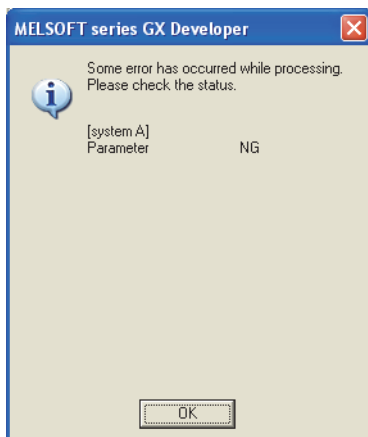 MELSOFT series GX Developer
Some error has occurred while processing.
Please check the status.
[system A]
Parameter NG
OK